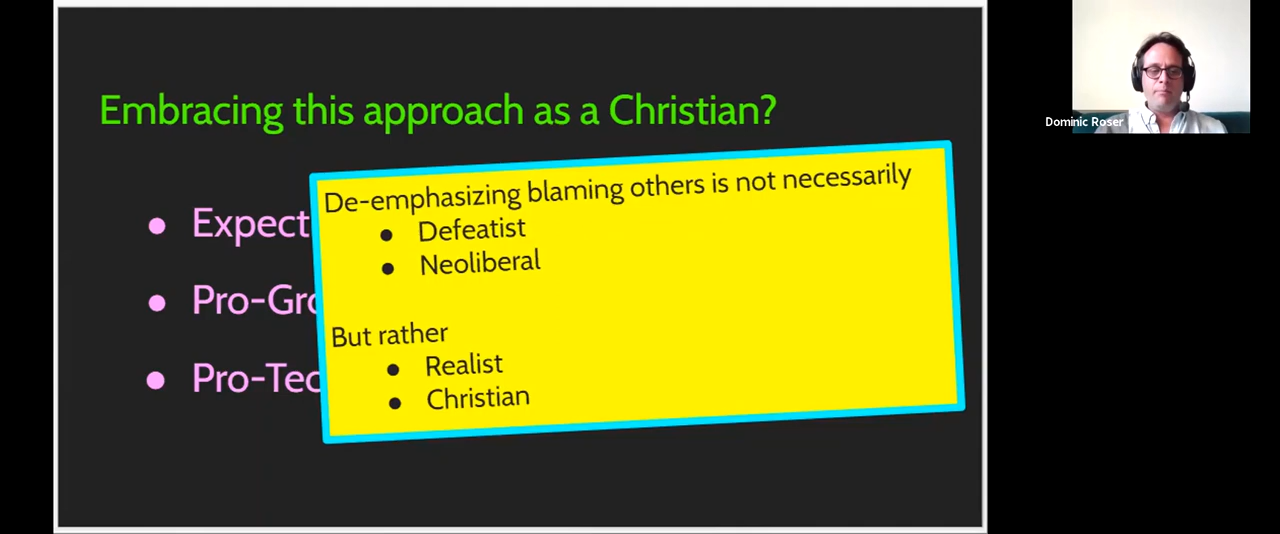 Embracing this approach as a Christian?
De-emphasizing blaming others is not necessarily
● Expect
● Defeatist
● Neoliberal
● Pro-Gro
But rather
● Realist
● Pro-Tec
● Christian
Dominic Roser